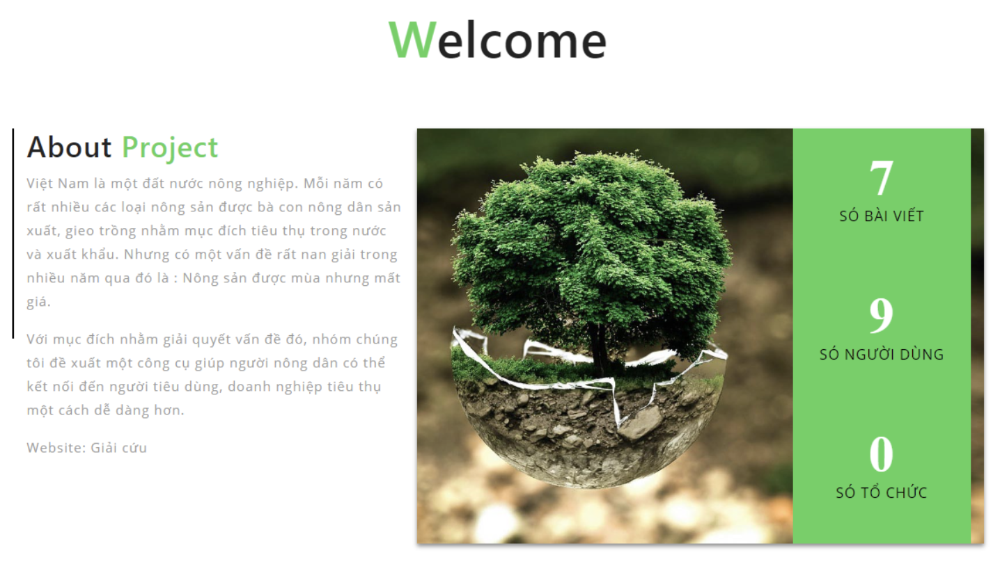 Welcome
About Project
Việt Nam là một đất nước nông nghiệp. Mỗi năm có
rất nhiều các loại nông sản được bà con nông dân sản
xuất, gieo trồng nhằm mục đích tiêu thụ trong nước
và xuất khẩu. Nhưng có một vấn đề rất nan giải trong
nhiều năm qua đó là : Nông sản được mùa nhưng mất
giá.
Với mục đích nhằm giải quyết vấn đề đó, nhóm chúng
tôi đề xuất một công cụ giúp người nông dân có thể
kết nối đến người tiêu dùng, doanh nghiệp tiêu thụ
một cách dễ dàng hơn.
Website: Giải cứu
7
SÓ BÀI VIẾT
9
SÓ NGƯỜI DÙNG
0
SÓ TỔ CHỨC